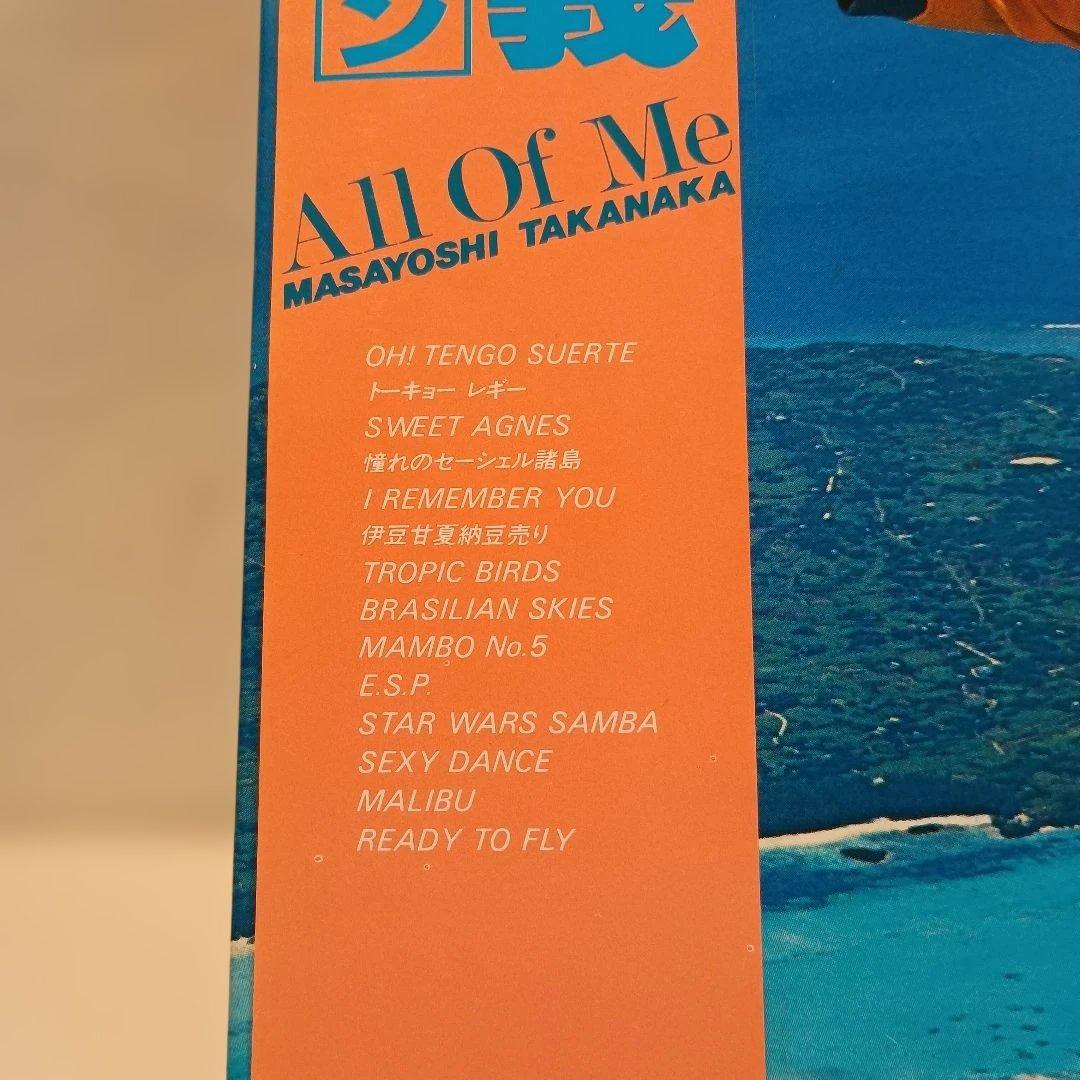 ン 義
All Of Me
MASAYOSHI TAKANAKA
OH! TENGO SUERTE
トーキョー レギー
SWEET AGNES
憧れのセーシェル諸島
I REMEMBER YOU
伊豆甘夏納豆売り
TROPIC BIRDS
BRASILIAN SKIES
MAMBO No.5
E.S.P.
STAR WARS SAMBA
SEXY DANCE
MALIBU
READY TO FLY